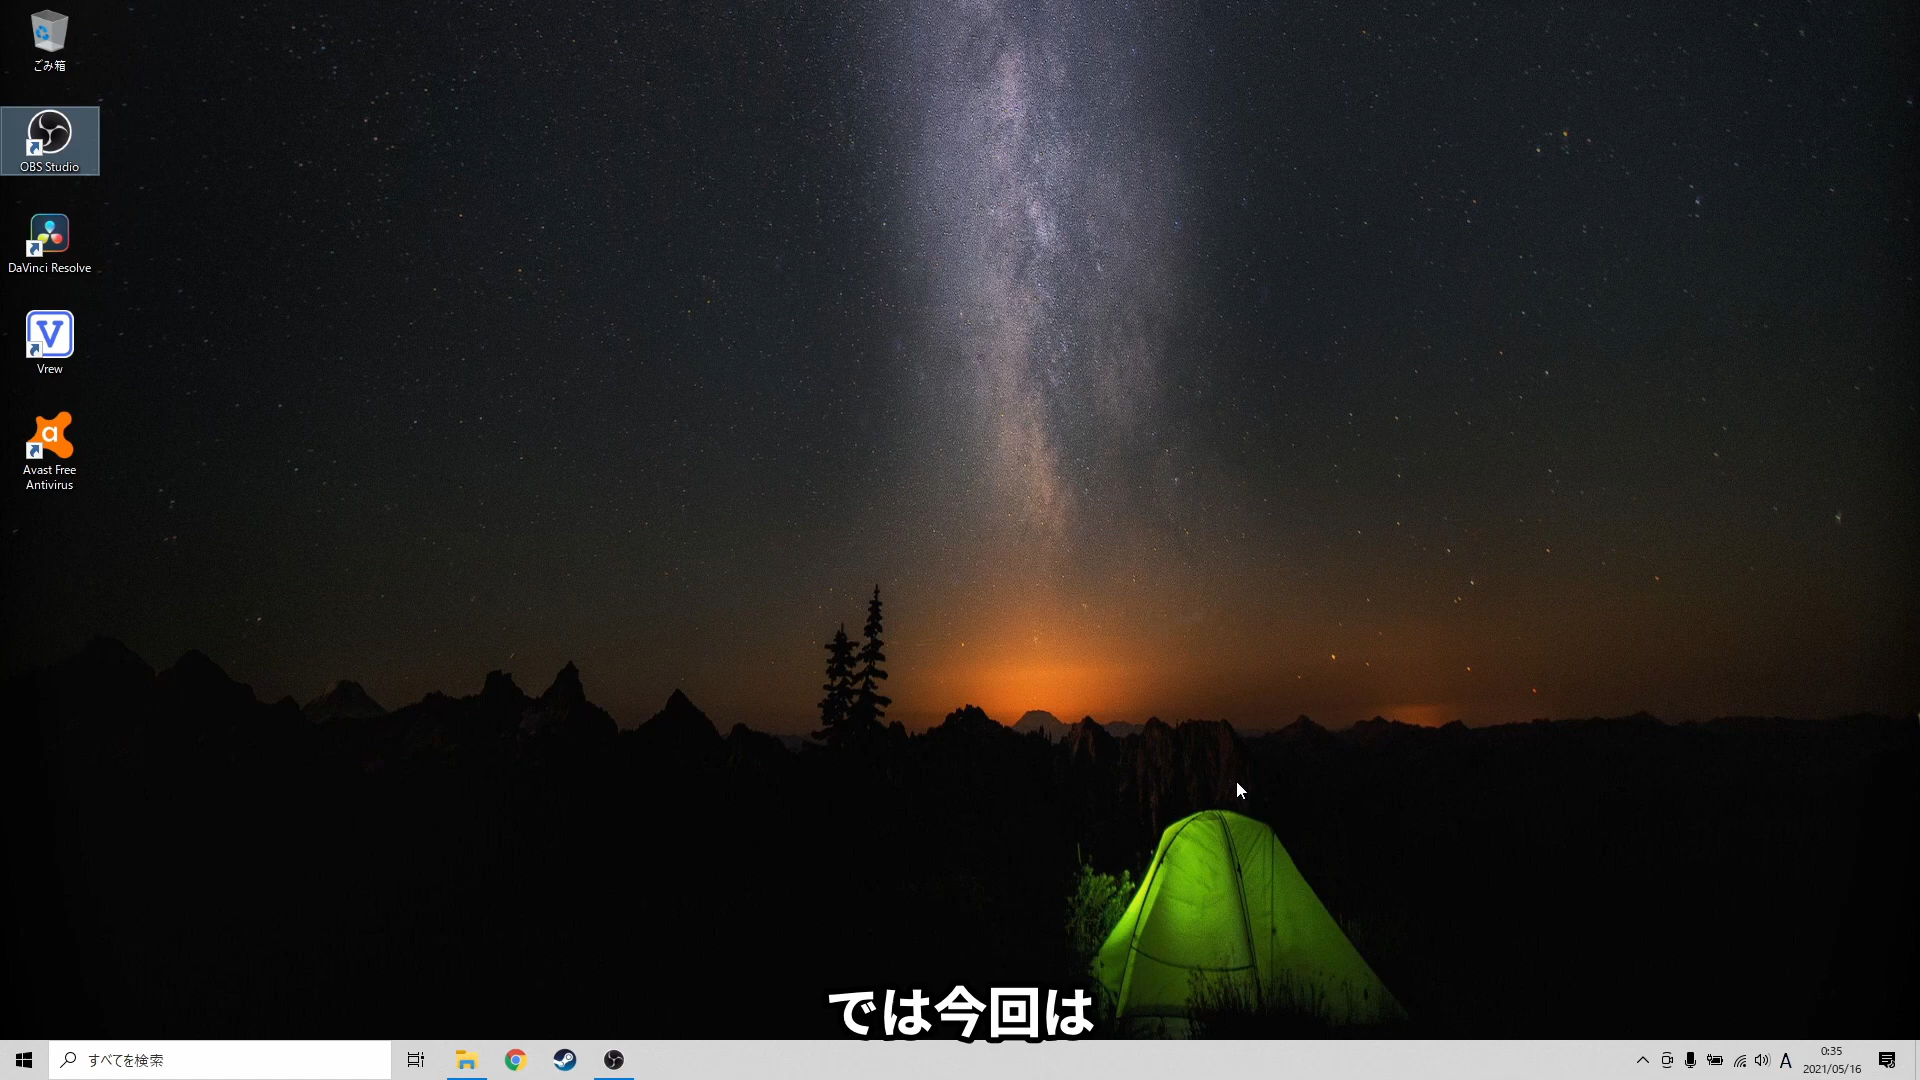 ごみ箱
OBS Studio
DaVinci Resolve
V
Vrew
a
Avast Free
Antivirus
では今回は
すべてを検索
A
0:35
2021/05/16